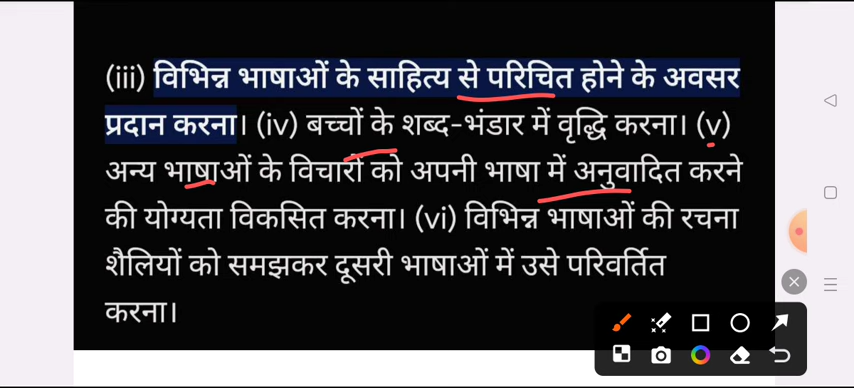 (iii) विभिन्न भाषाओं के साहित्य से परिचित होने के अवसर
प्रदान करना। (iv) बच्चों के शब्द-भंडार में वृद्धि करना। (v)
अन्य भाषाओं के विचारों को अपनी भाषा में अनुवादित करने
की योग्यता विकसित करना। (vi) विभिन्न भाषाओं की रचना
शैलियों को समझकर दूसरी भाषाओं में उसे परिवर्तित
करना।